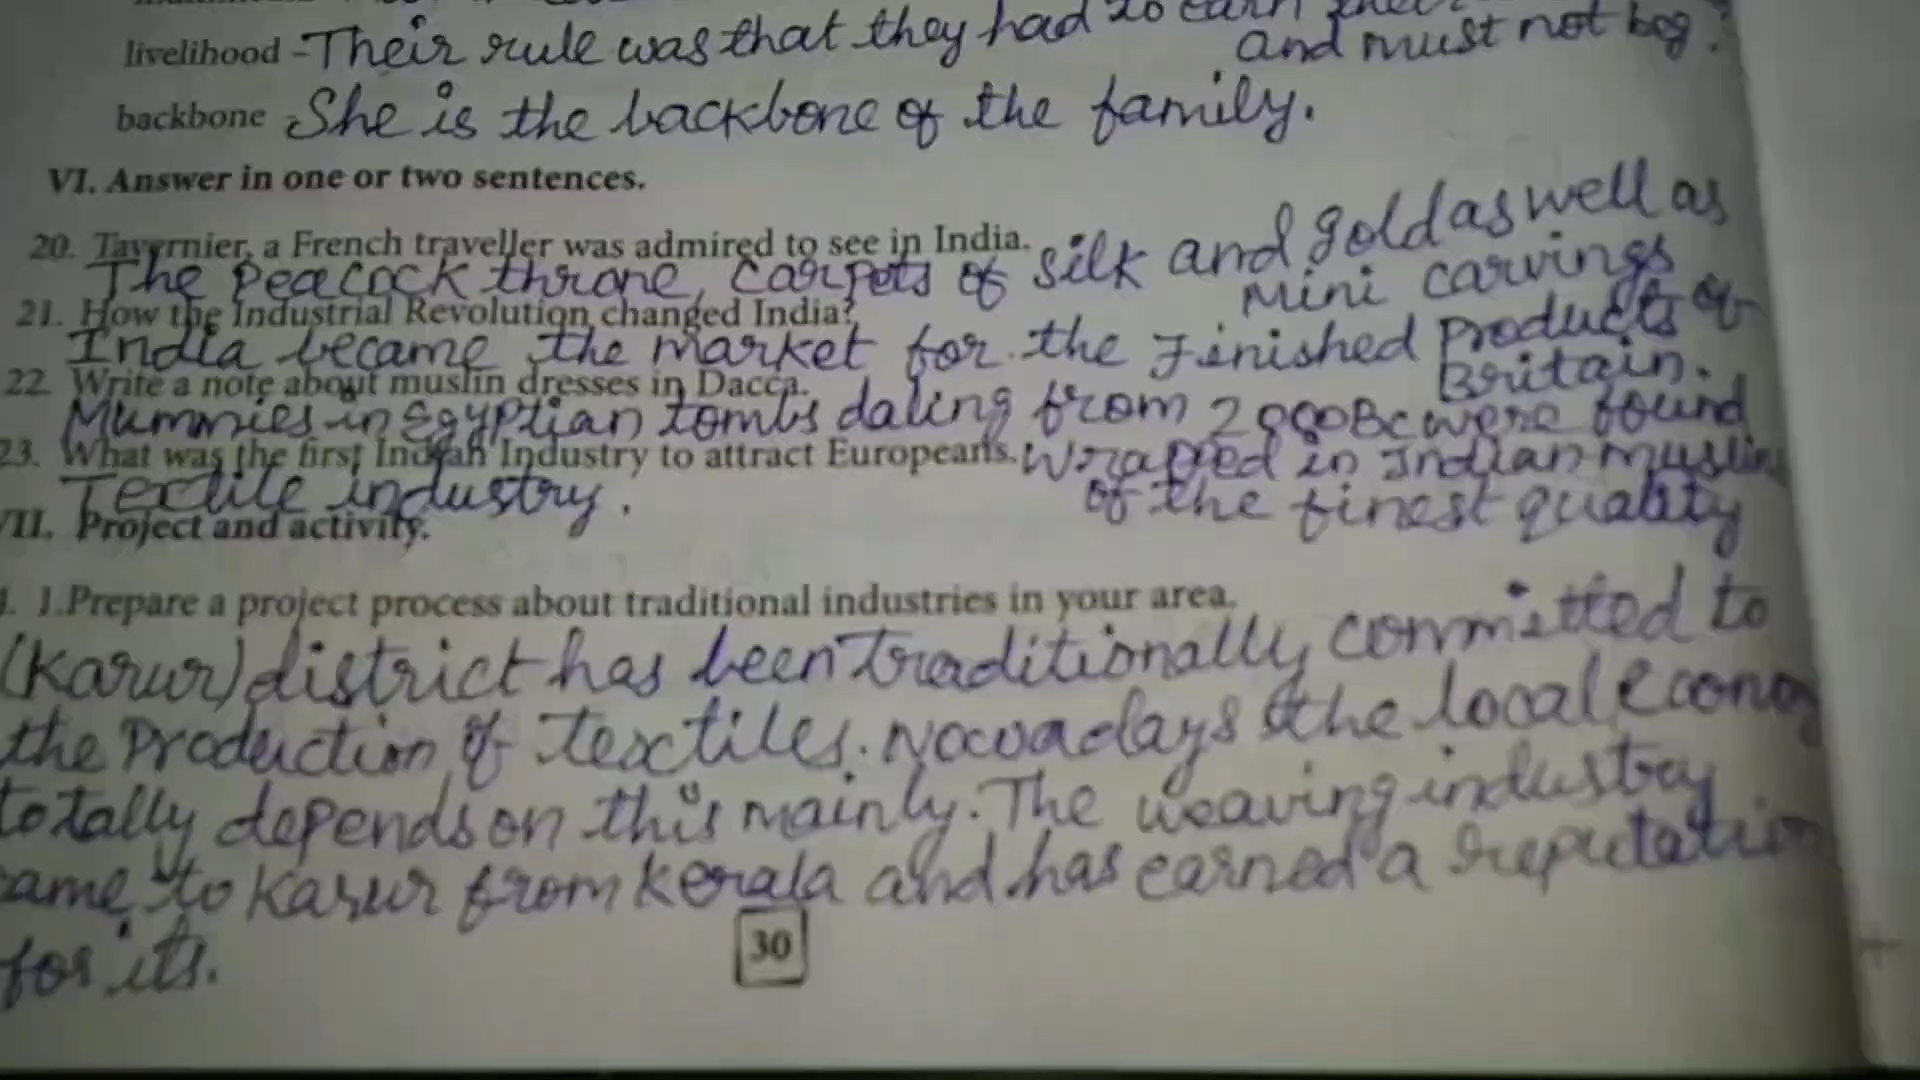 livelihood - Their rule was that they had to earn
and must not beg.
backbone She is the backbone of the family.
VI. Answer in one or two sentences.
20. Tavernier, a French traveller was admired to see in India.
The Peacock throne, carpets of silk and gold as well as
mini carvings
21. How the Industrial Revolution changed India?
India became the market for the Finished Products of
Britain.
22. Write a note about muslin dresses in Dacca.
Mummies in Egyptian tombs dating from 2000BC were found
wrapped in Indian muslin
of the finest quality
23. What was the first Indian Industry to attract Europeans.
Textile industry.
VII. Project and activity.
1. Prepare a project process about traditional industries in your area.
(Karur) district has been traditionally committed to
the Production of textiles. Nowadays the local
totally depends on this mainly. The weaving industry
to Karur from Kerala and has earned a reputation
for its.
30